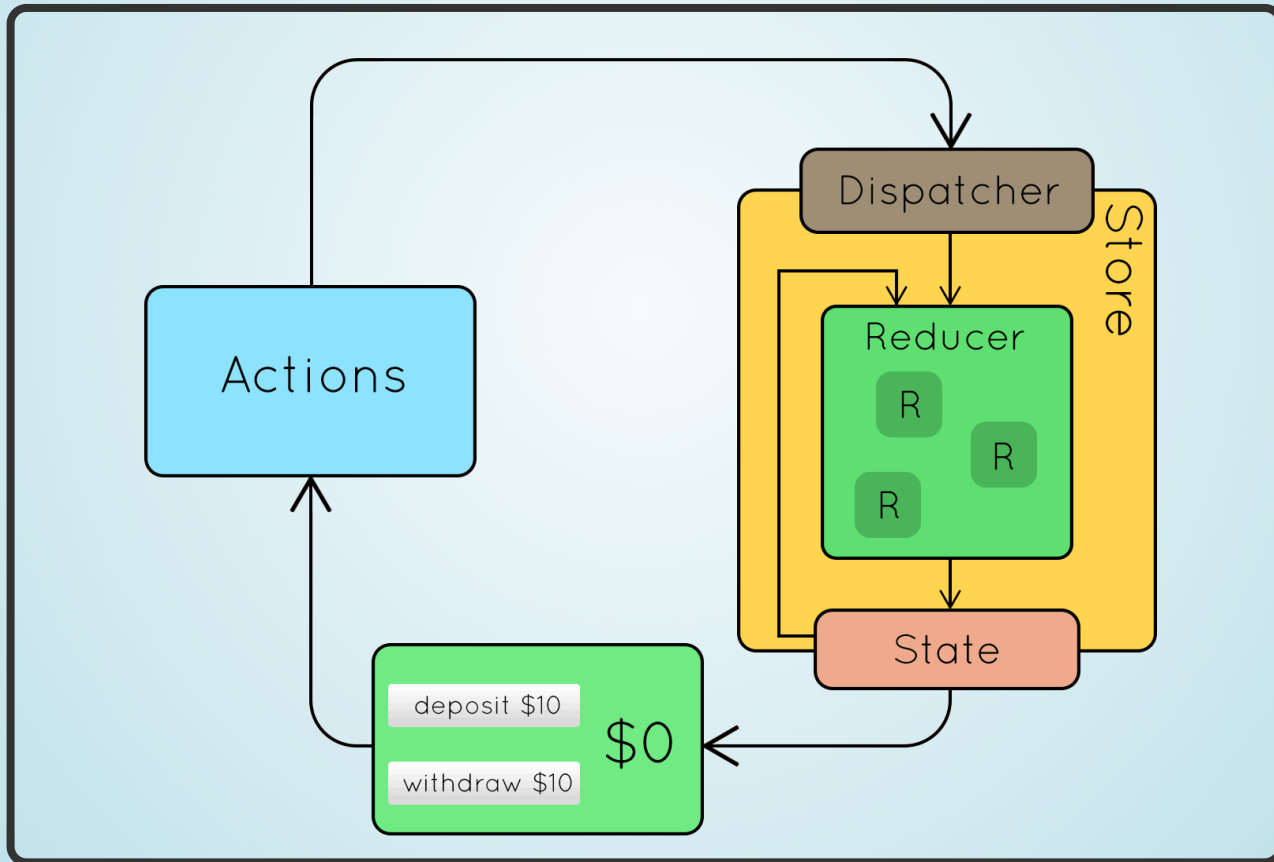 Dispatcher
Store
Reducer
R
R
R
State
Actions
deposit $10
$0
withdraw $10